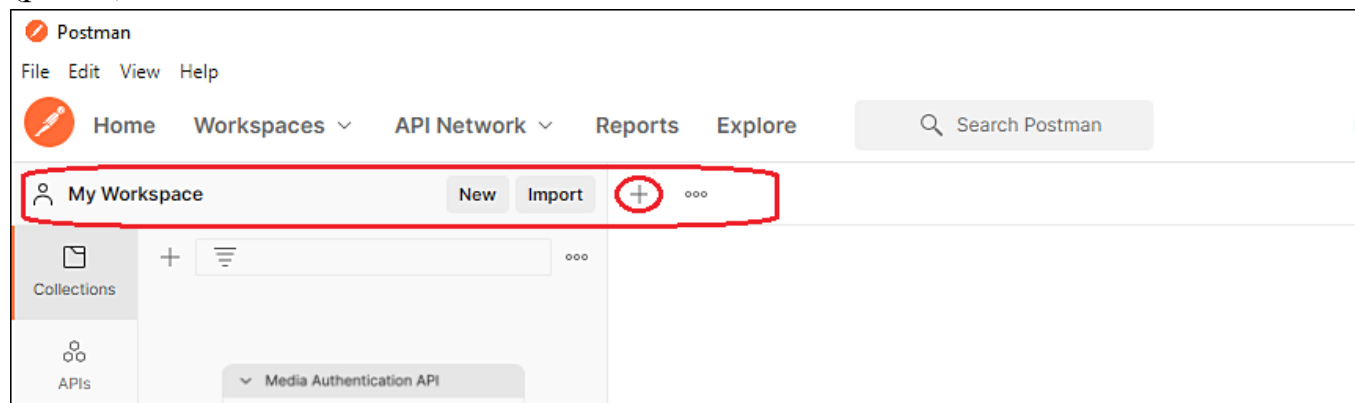 Postman
File Edit View Help
Home Workspaces API Network Reports Explore Search Postman
My Workspace New Import
Collections
APIs
Media Authentication API